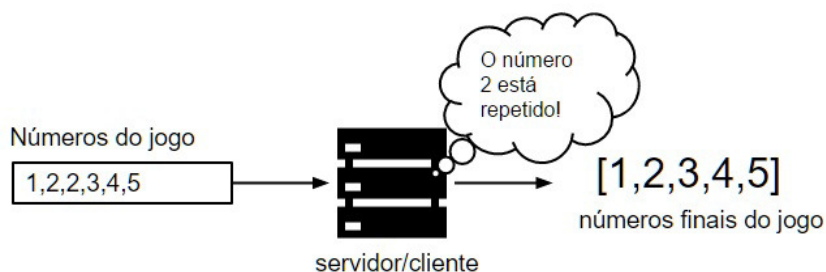 O número
2 está
repetido!
Números do jogo
1,2,2,3,4,5
[1,2,3,4,5]
números finais do jogo
servidor/cliente